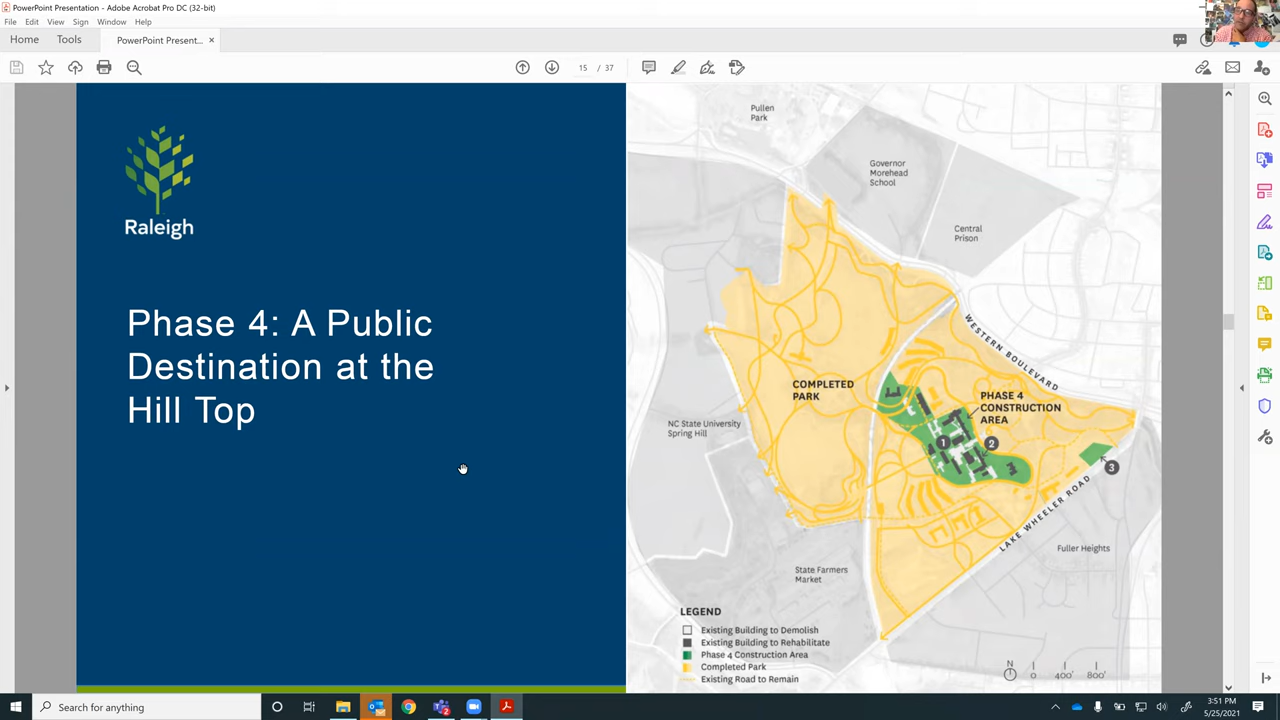 PowerPoint Presentation - Adobe Acrobat Pro DC (32-bit)
File Edit View Sign Window Help
Home Tools PowerPoint Present... ×
15 / 37
Raleigh
Phase 4: A Public
Destination at the
Hill Top
Pullen
Park
Governor
Morehead
School
Central
Prison
WESTERN BOULEVARD
COMPLETED
PARK
PHASE 4
CONSTRUCTION
AREA
NC State University
Spring Hill
1
2
3
LAKE WHEELER ROAD
Fuller Heights
State Farmers
Market
LEGEND
Existing Building to Demolish
Existing Building to Rehabilitate
Phase 4 Construction Area
Completed Park
Existing Road to Remain
N
0 400' 800'
Search for anything
3:51 PM
5/25/2021